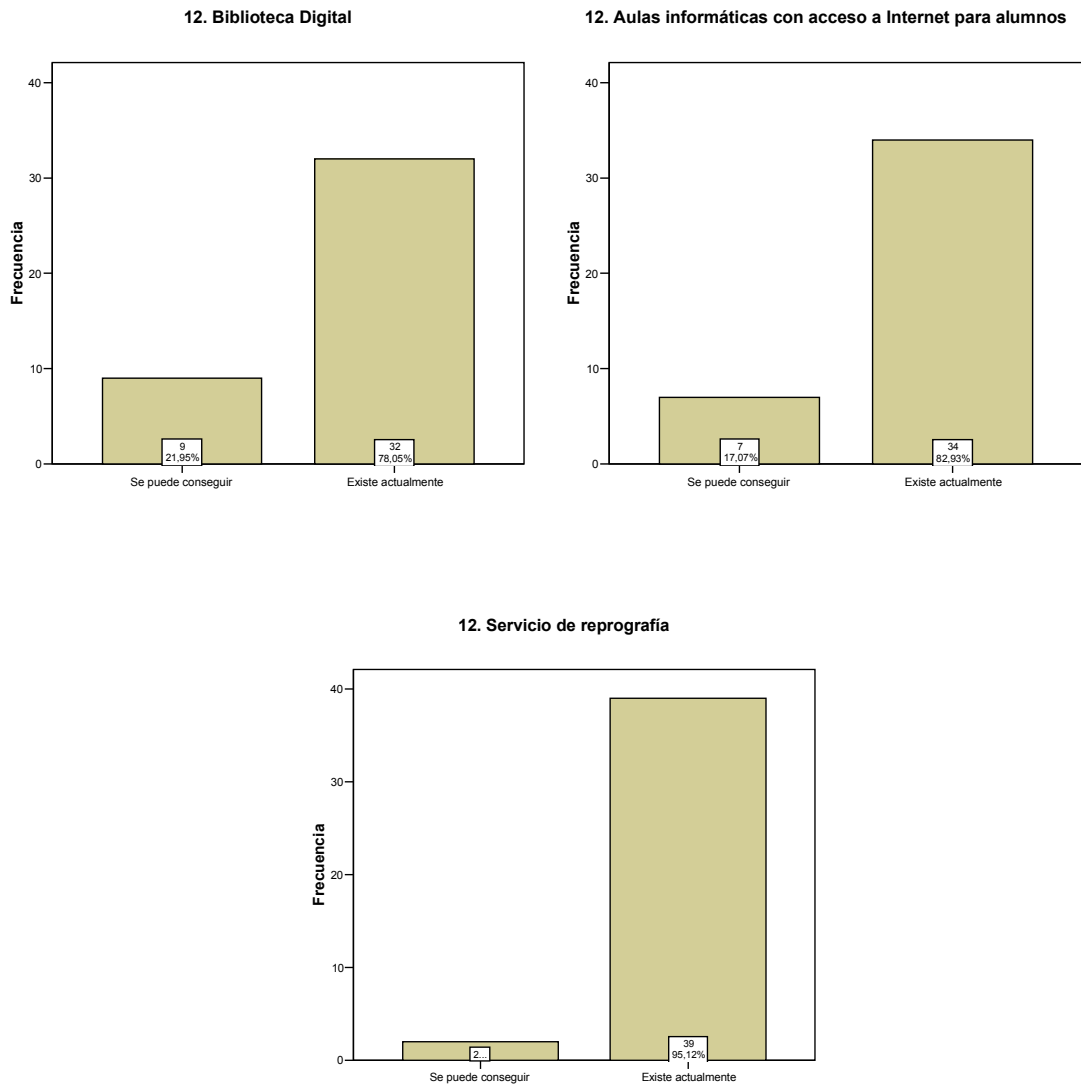 12. Biblioteca Digital
40
30
20
10
0
Frecuencia
9
21,95%
32
78,05%
Se puede conseguir
Existe actualmente
12. Aulas informáticas con acceso a Internet para alumnos
40
30
20
10
0
Frecuencia
7
17,07%
34
82,93%
Se puede conseguir
Existe actualmente
12. Servicio de reprografía
40
30
20
10
0
Frecuencia
2...
39
95,12%
Se puede conseguir
Existe actualmente